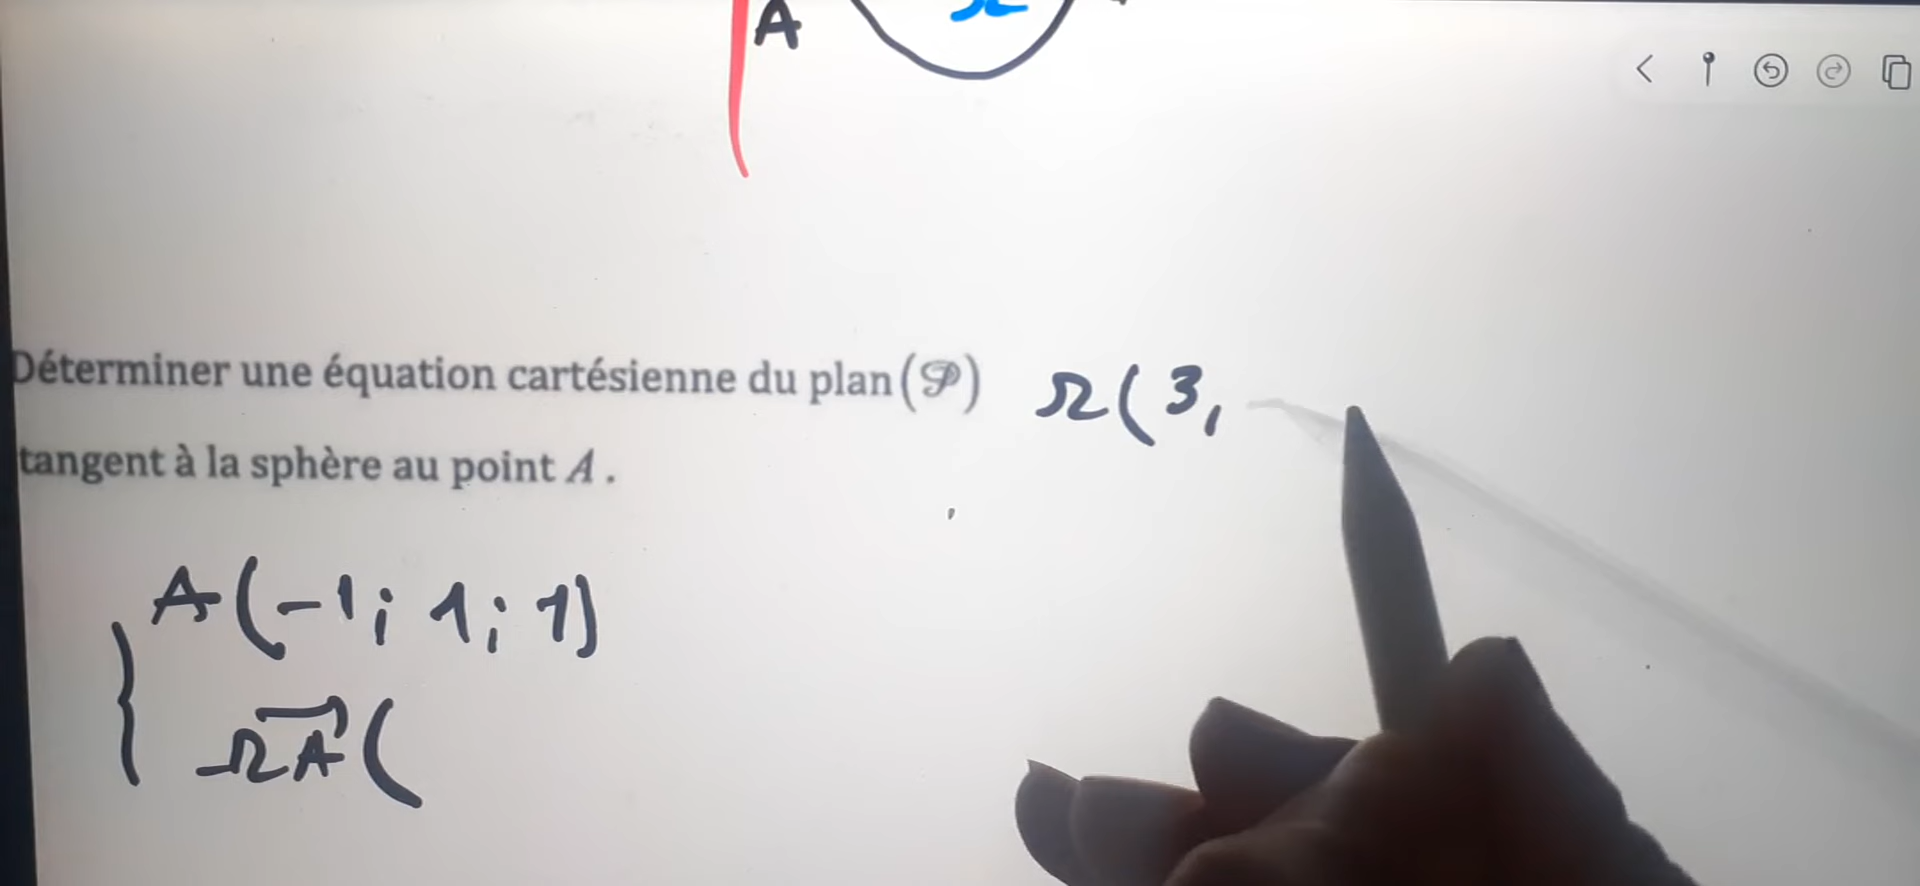 A
Ω
Déterminer une équation cartésienne du plan (𝒫)
Ω(3,
tangent à la sphère au point A.
A(-1; 1; 1)
ΩA⃗(